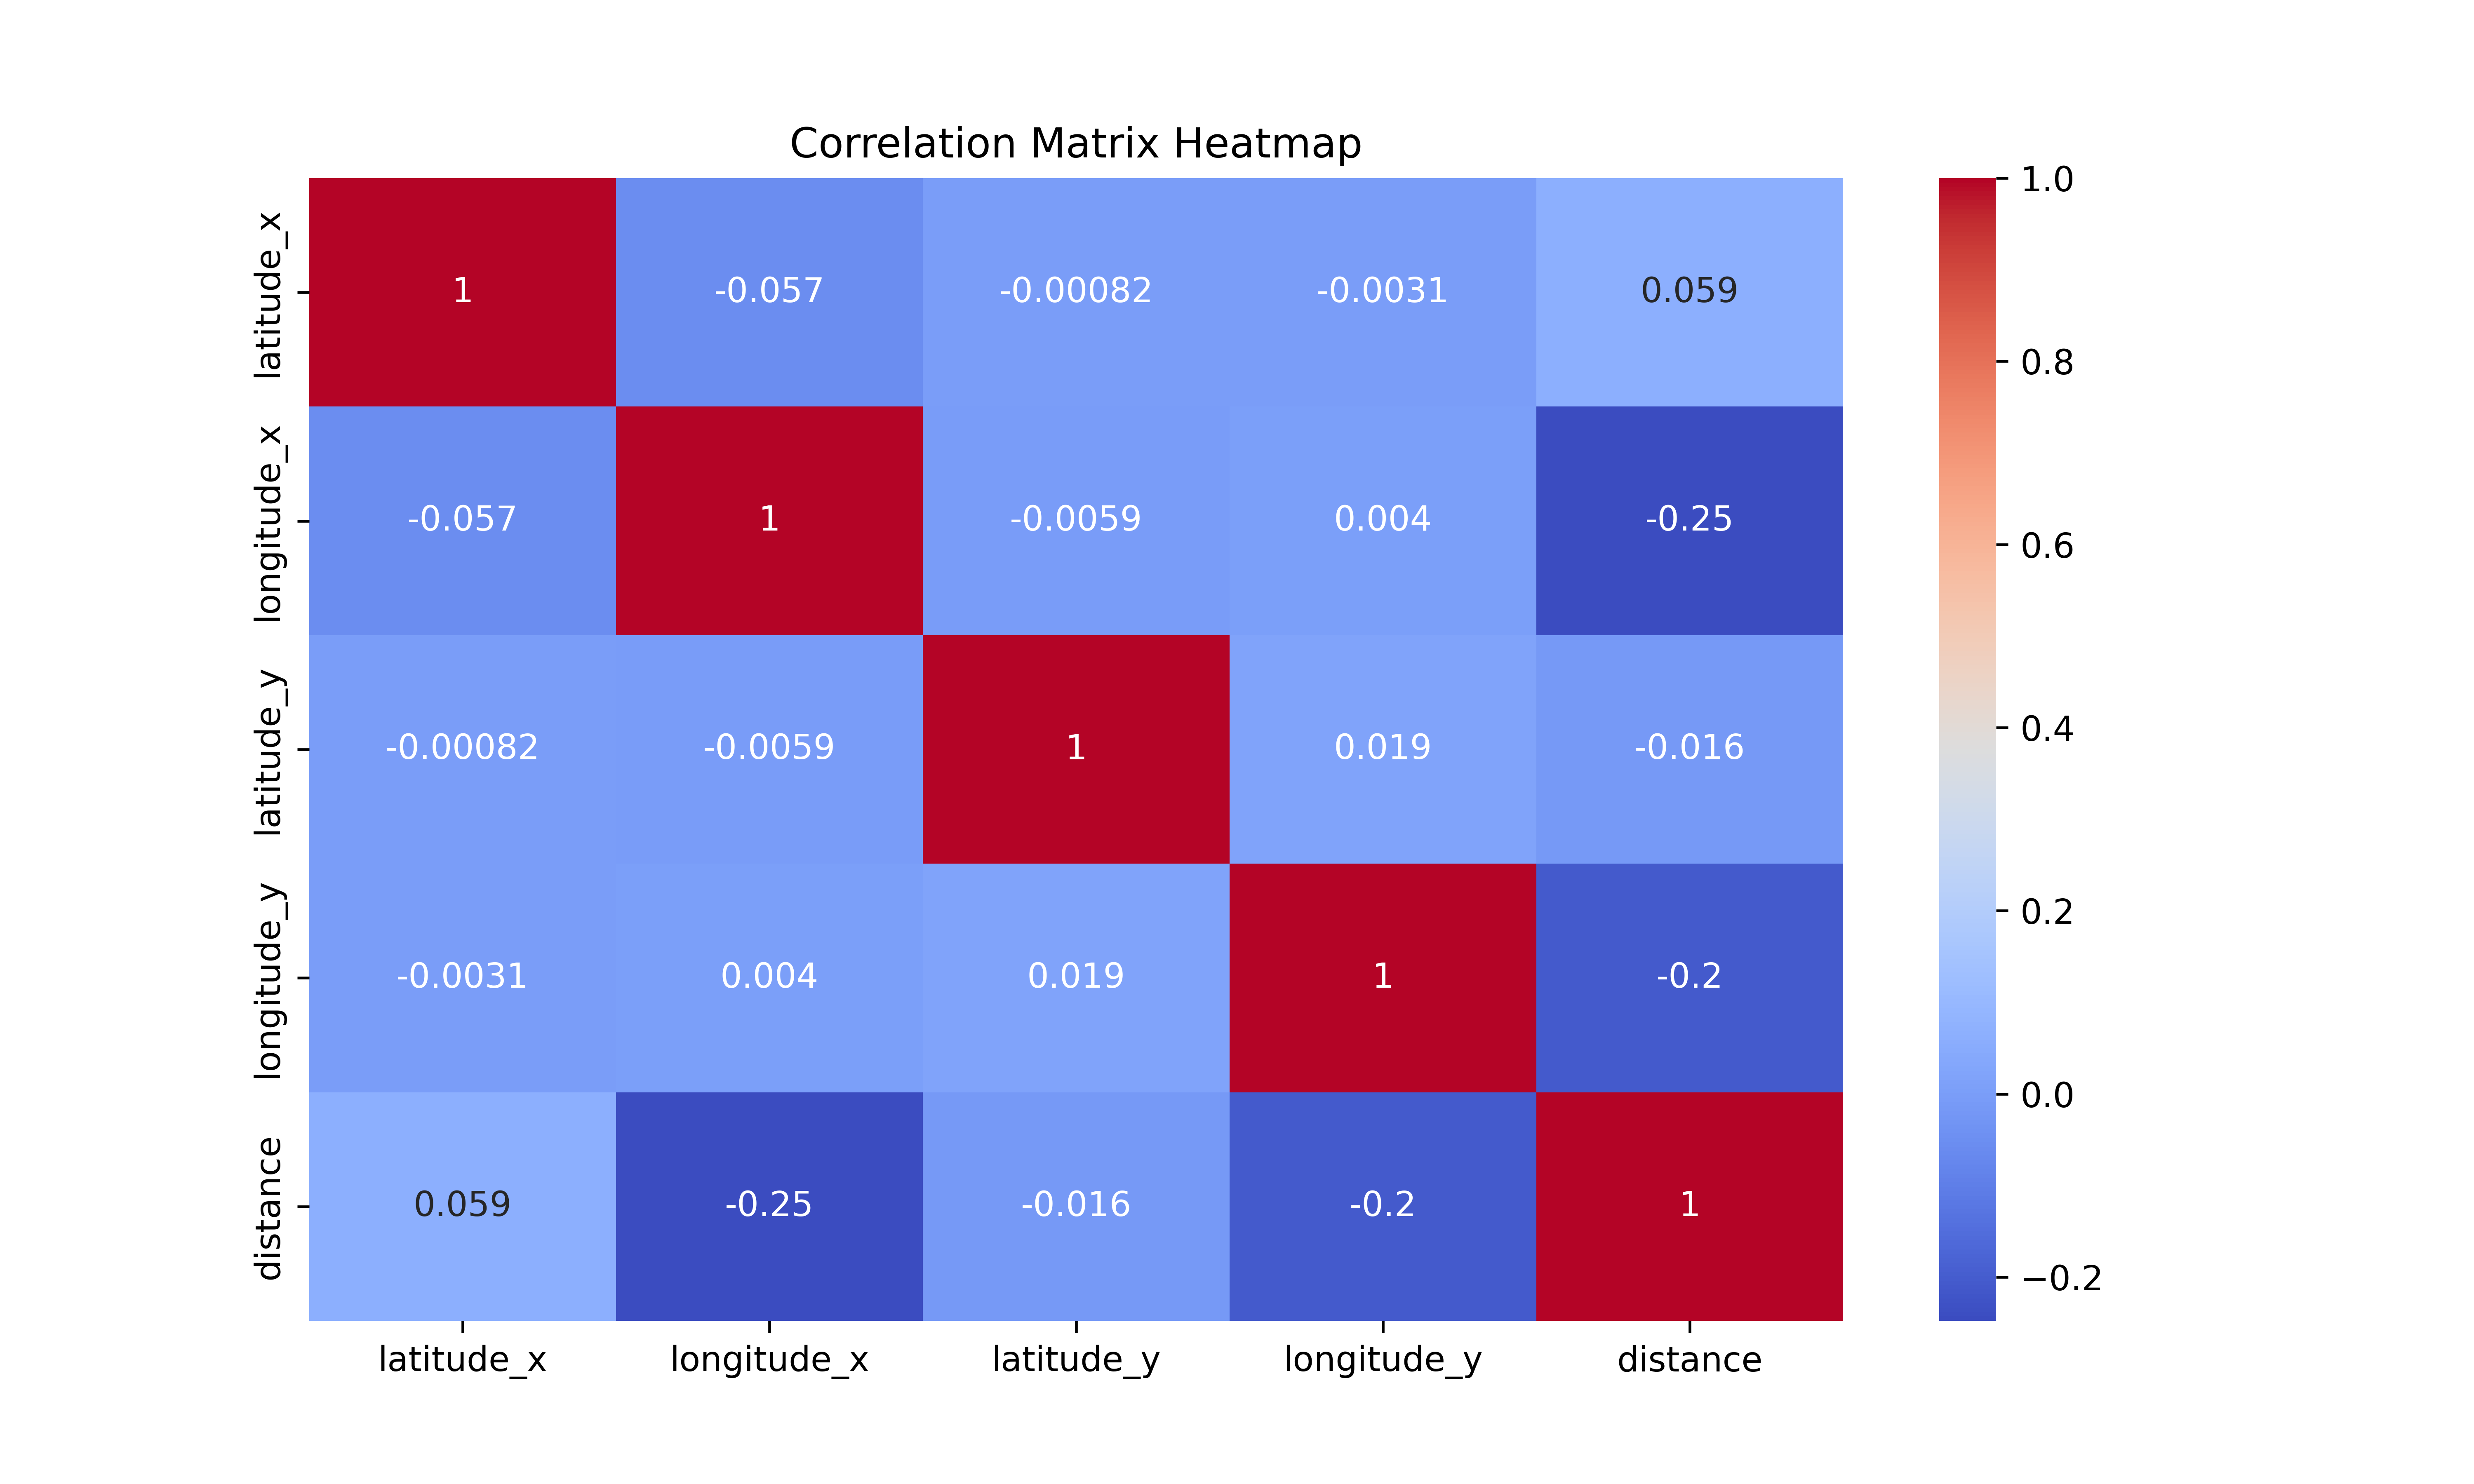 Correlation Matrix Heatmap
latitude_x
1
-0.057
-0.00082
-0.0031
0.059
longitude_x
-0.057
1
-0.0059
0.004
-0.25
latitude_y
-0.00082
-0.0059
1
0.019
-0.016
longitude_y
-0.0031
0.004
0.019
1
-0.2
distance
0.059
-0.25
-0.016
-0.2
1
latitude_x
longitude_x
latitude_y
longitude_y
distance
1.0
0.8
0.6
0.4
0.2
0.0
−0.2